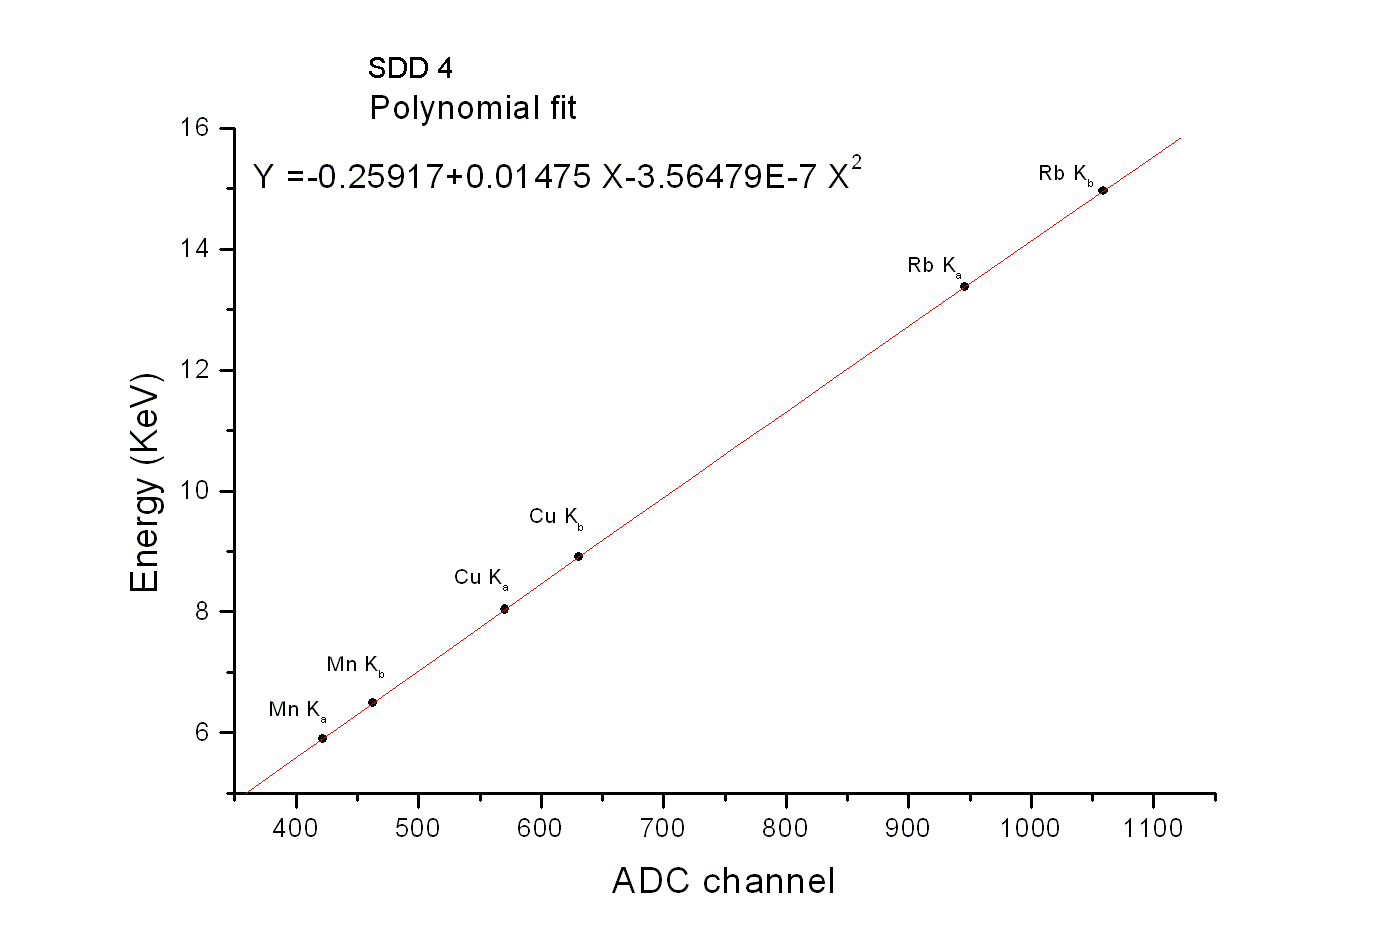 SDD 4
Polynomial fit
Y =-0.25917+0.01475 X-3.56479E-7 X²
16
14
12
10
8
6
Energy (KeV)
Rb Kb
Rb Ka
Cu Kb
Cu Ka
Mn Kb
Mn Ka
400 500 600 700 800 900 1000 1100
ADC channel